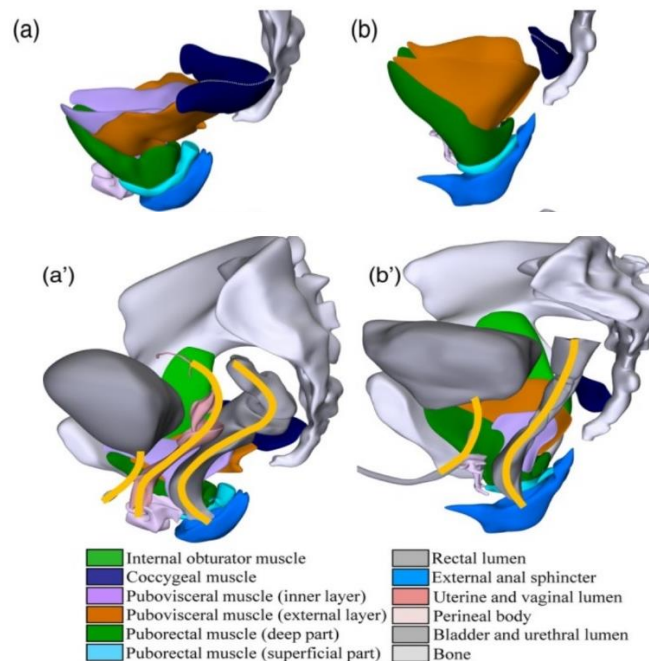 (a)
(b)
(a')
(b')
Internal obturator muscle
Coccygeal muscle
Pubovisceral muscle (inner layer)
Pubovisceral muscle (external layer)
Puborectal muscle (deep part)
Puborectal muscle (superficial part)
Rectal lumen
External anal sphincter
Uterine and vaginal lumen
Perineal body
Bladder and urethral lumen
Bone